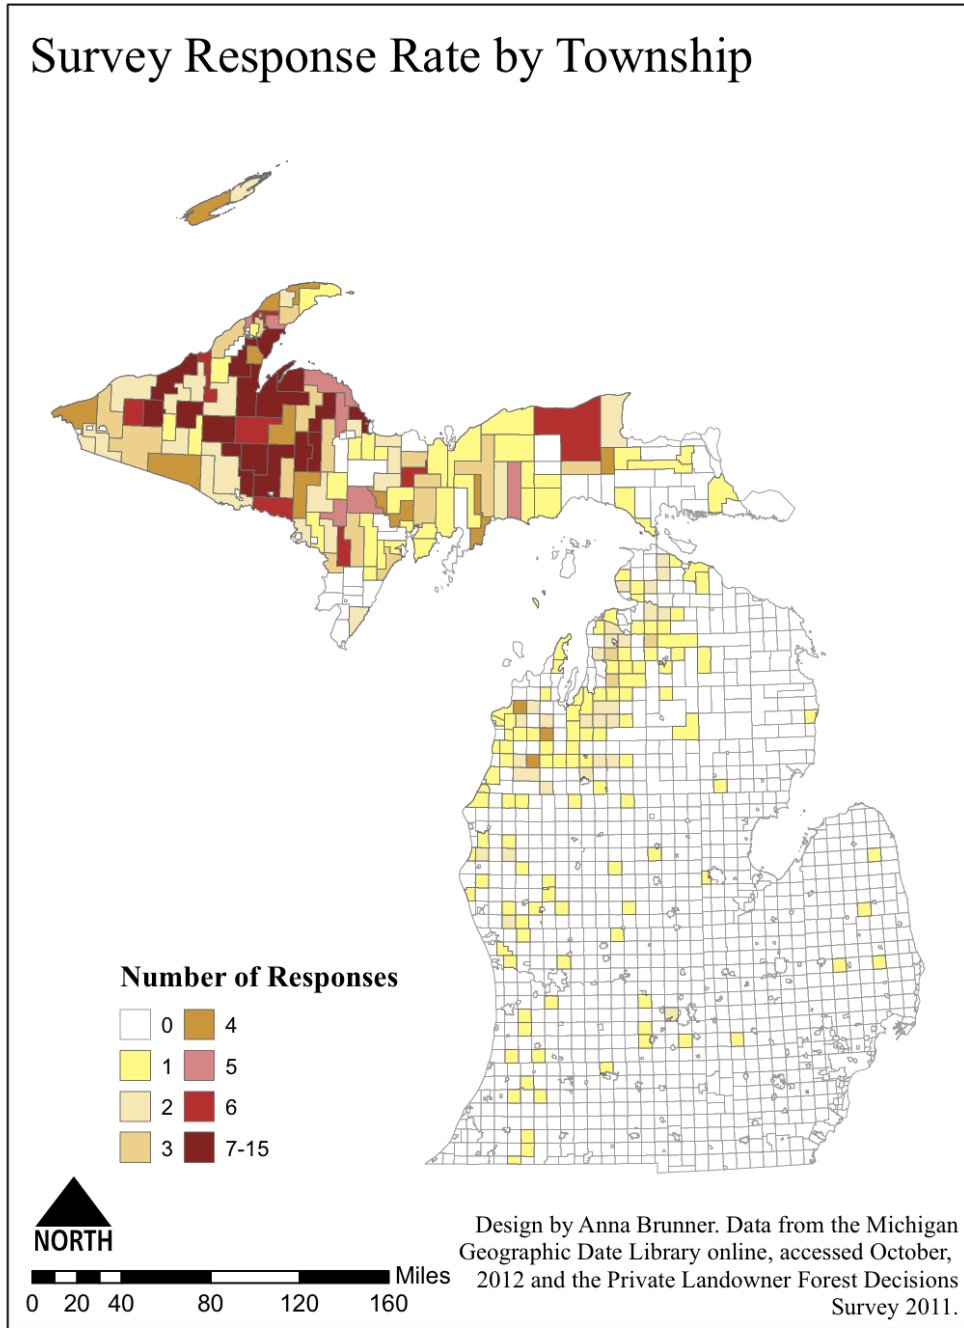 Survey Response Rate by Township
Number of Responses
0 4
1 5
2 6
3 7-15
NORTH
Miles
0 20 40 80 120 160
Design by Anna Brunner. Data from the Michigan
Geographic Date Library online, accessed October,
2012 and the Private Landowner Forest Decisions
Survey 2011.